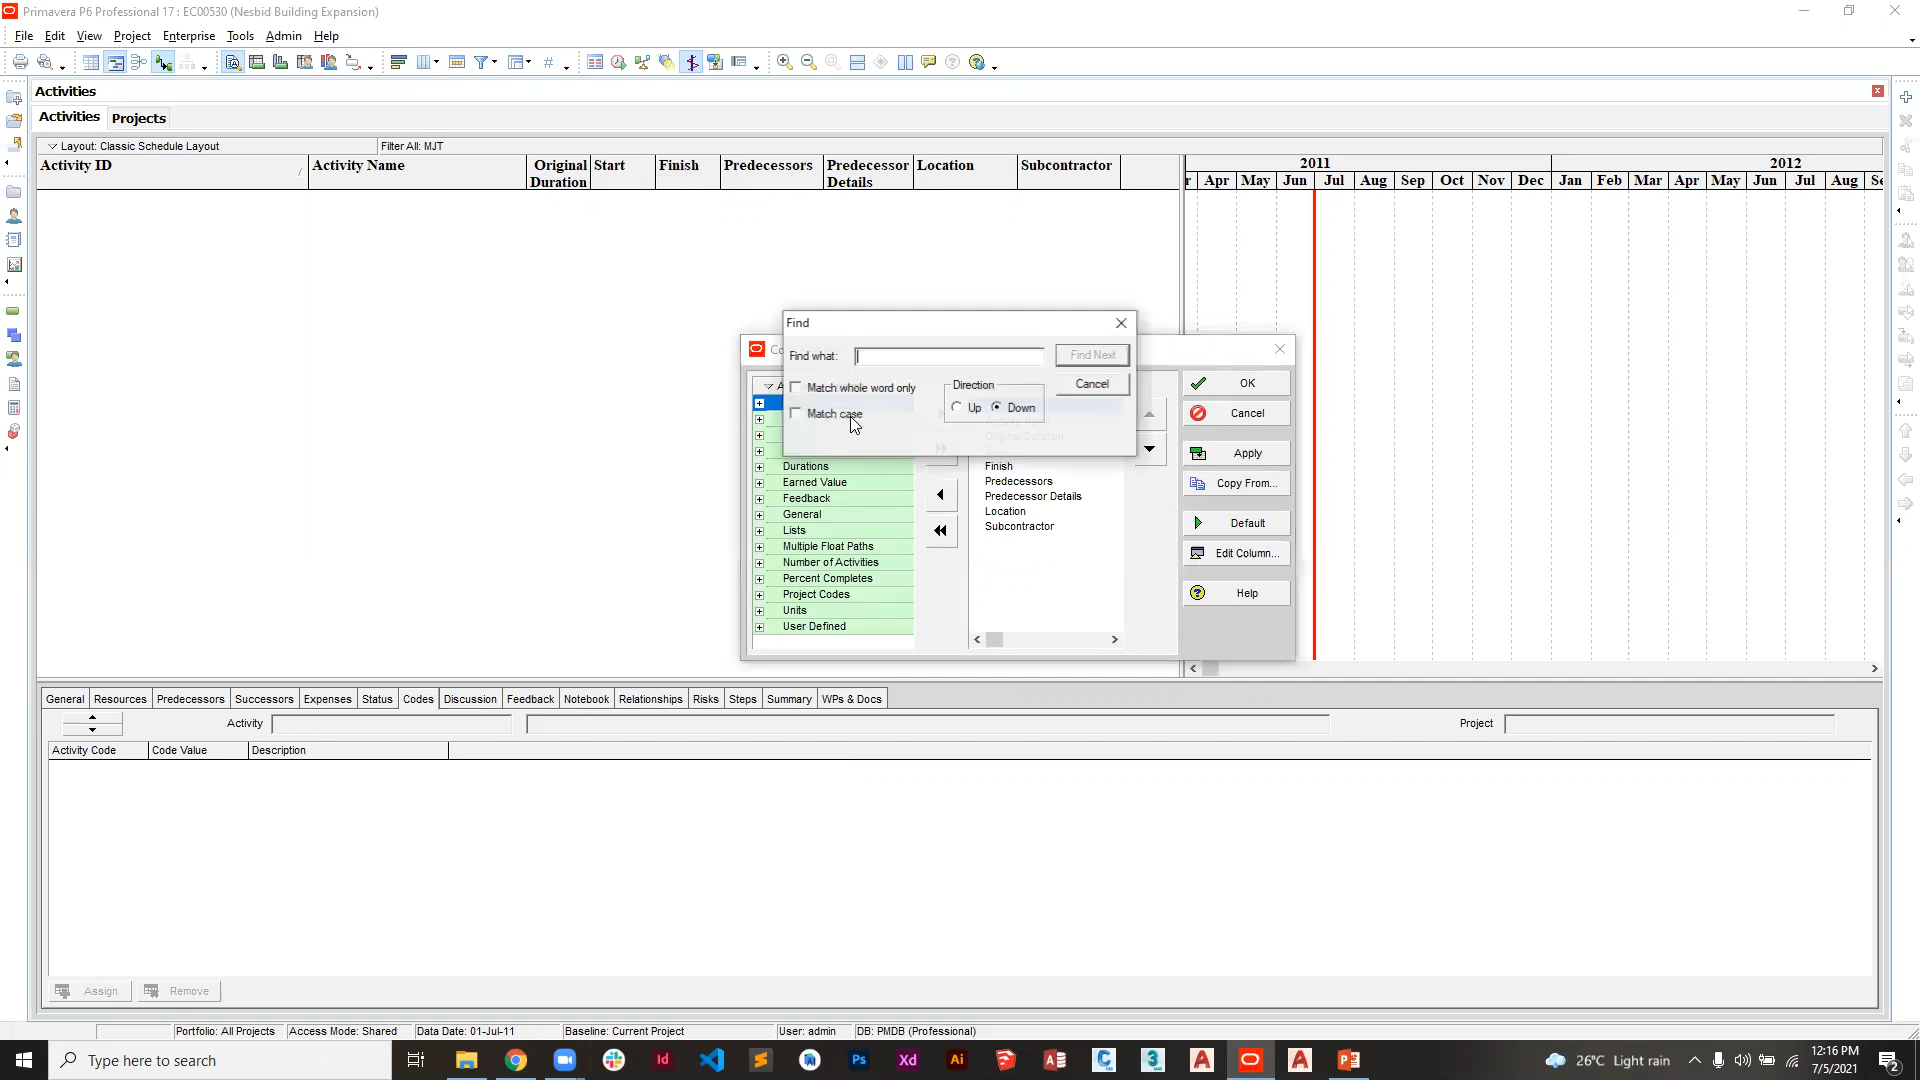 Primavera P6 Professional 17 : EC00530 (Nesbid Building Expansion)
File Edit View Project Enterprise Tools Admin Help
Activities
Activities Projects
Layout: Classic Schedule Layout Filter All: MJT
Activity ID Activity Name Original Duration Start Finish Predecessors Predecessor Details Location Subcontractor
2011 2012
r Apr May Jun Jul Aug Sep Oct Nov Dec Jan Feb Mar Apr May Jun Jul Aug Se
Find
Find what: Find Next
Match whole word only Direction Cancel
Up Down
Match case
Original Duration
Durations
Earned Value
Feedback
General
Lists
Multiple Float Paths
Number of Activities
Percent Completes
Project Codes
Units
User Defined
Finish
Predecessors
Predecessor Details
Location
Subcontractor
OK
Cancel
Apply
Copy From...
Default
Edit Column...
Help
General Resources Predecessors Successors Expenses Status Codes Discussion Feedback Notebook Relationships Risks Steps Summary WPs & Docs
Activity Project
Activity Code Code Value Description
Assign Remove
Portfolio: All Projects Access Mode: Shared Data Date: 01-Jul-11 Baseline: Current Project User: admin DB: PMDB (Professional)
Type here to search
Id Ps Xd Ai
26°C Light rain
12:16 PM
7/5/2021
2